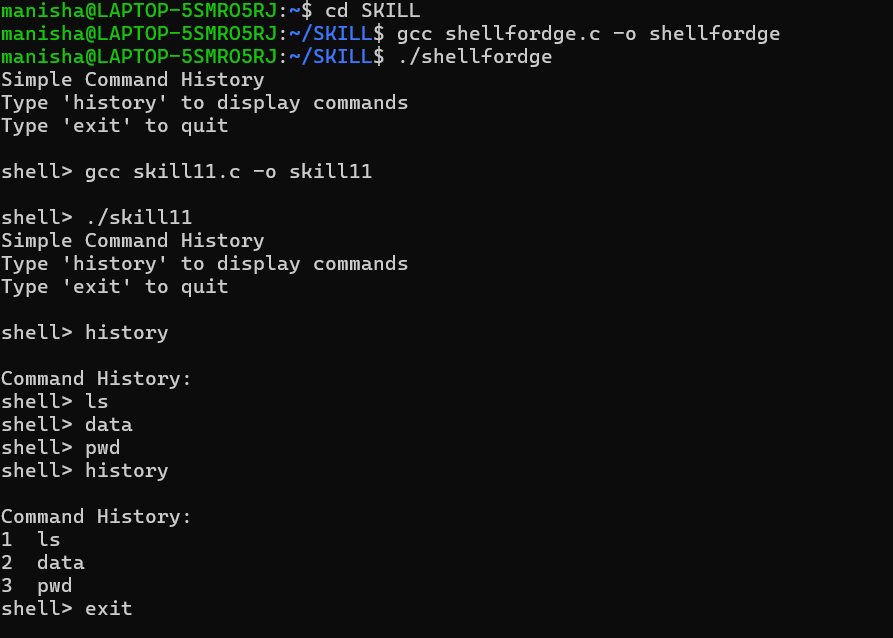 manisha@LAPTOP-5SMRO5RJ:~$ cd SKILL
manisha@LAPTOP-5SMRO5RJ:~/SKILL$ gcc shellfordge.c -o shellfordge
manisha@LAPTOP-5SMRO5RJ:~/SKILL$ ./shellfordge
Simple Command History
Type 'history' to display commands
Type 'exit' to quit
shell> gcc skill11.c -o skill11
shell> ./skill11
Simple Command History
Type 'history' to display commands
Type 'exit' to quit
shell> history
Command History:
shell> ls
shell> data
shell> pwd
shell> history
Command History:
1  ls
2  data
3  pwd
shell> exit